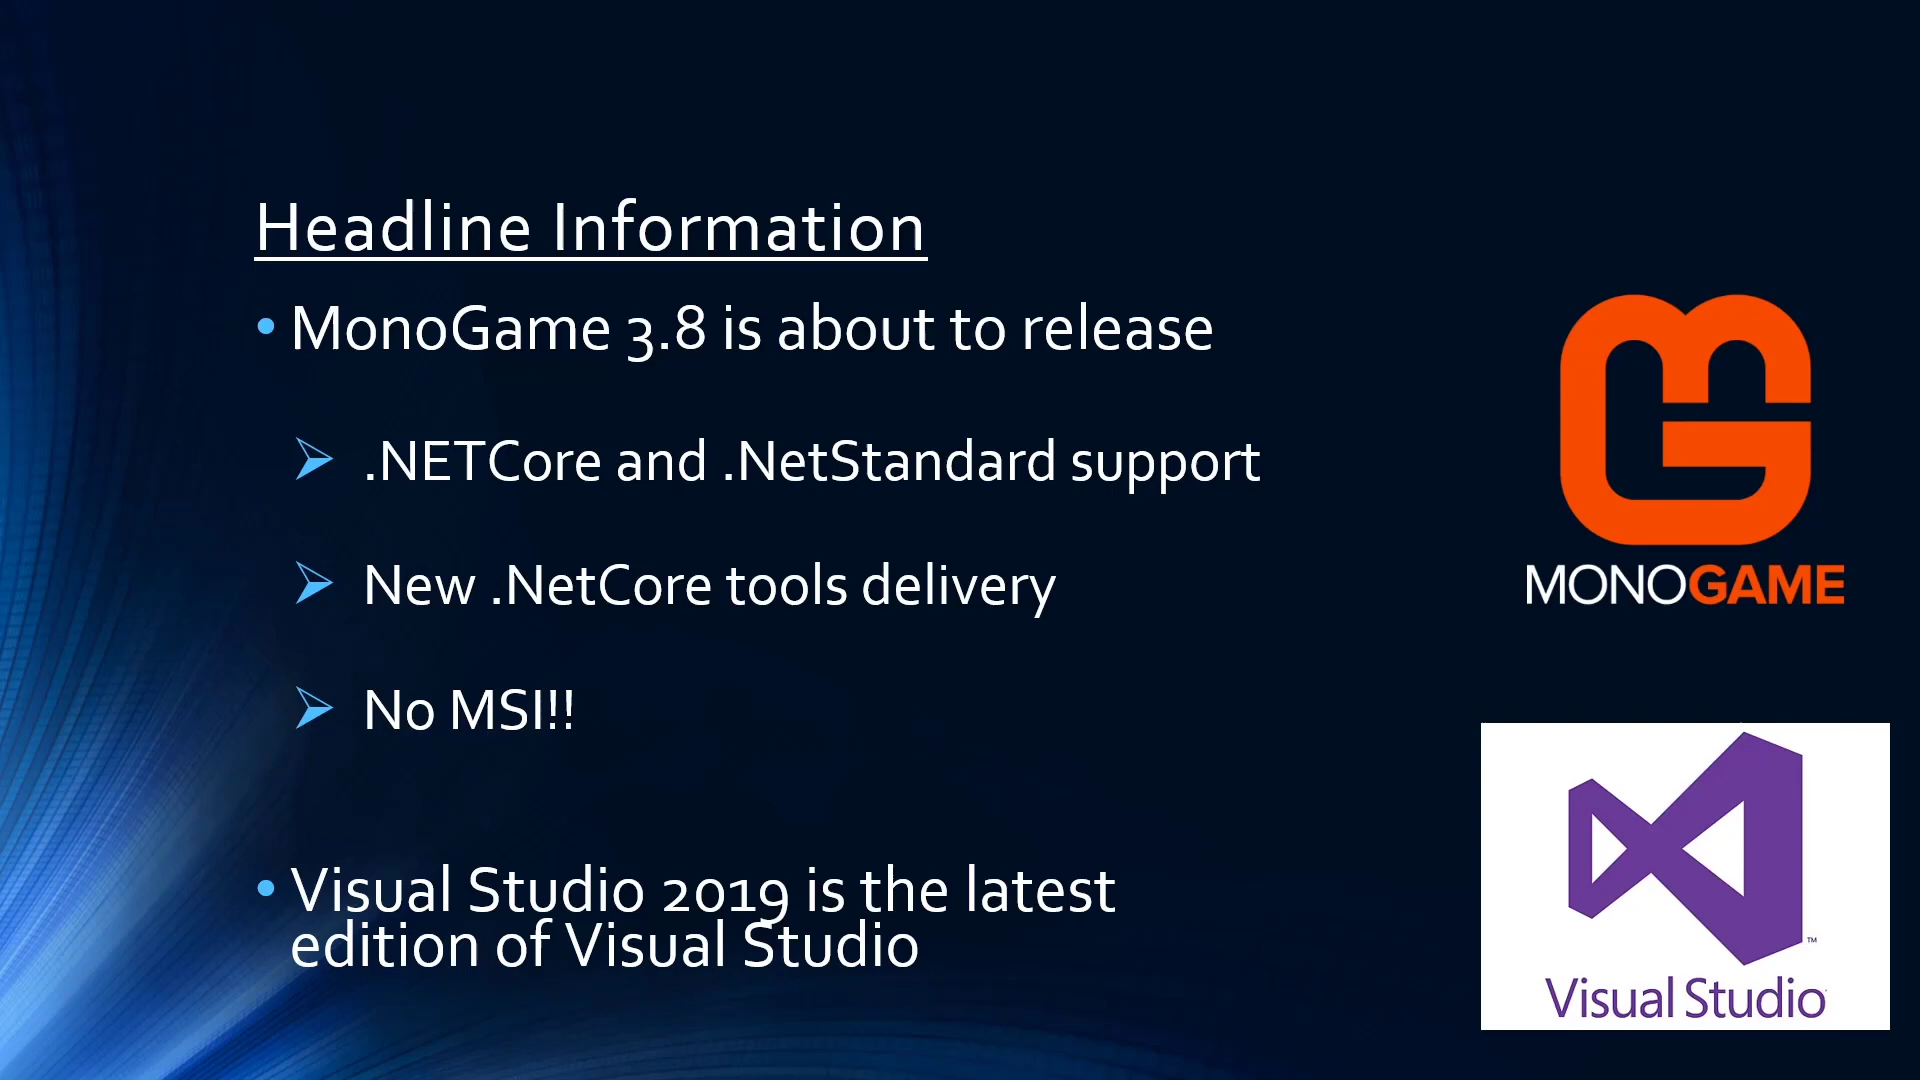 Headline Information
• MonoGame 3.8 is about to release
.NETCore and .NetStandard support
New .NetCore tools delivery
No MSI!!
• Visual Studio 2019 is the latest
edition of Visual Studio
MONOGAME
Visual Studio
™